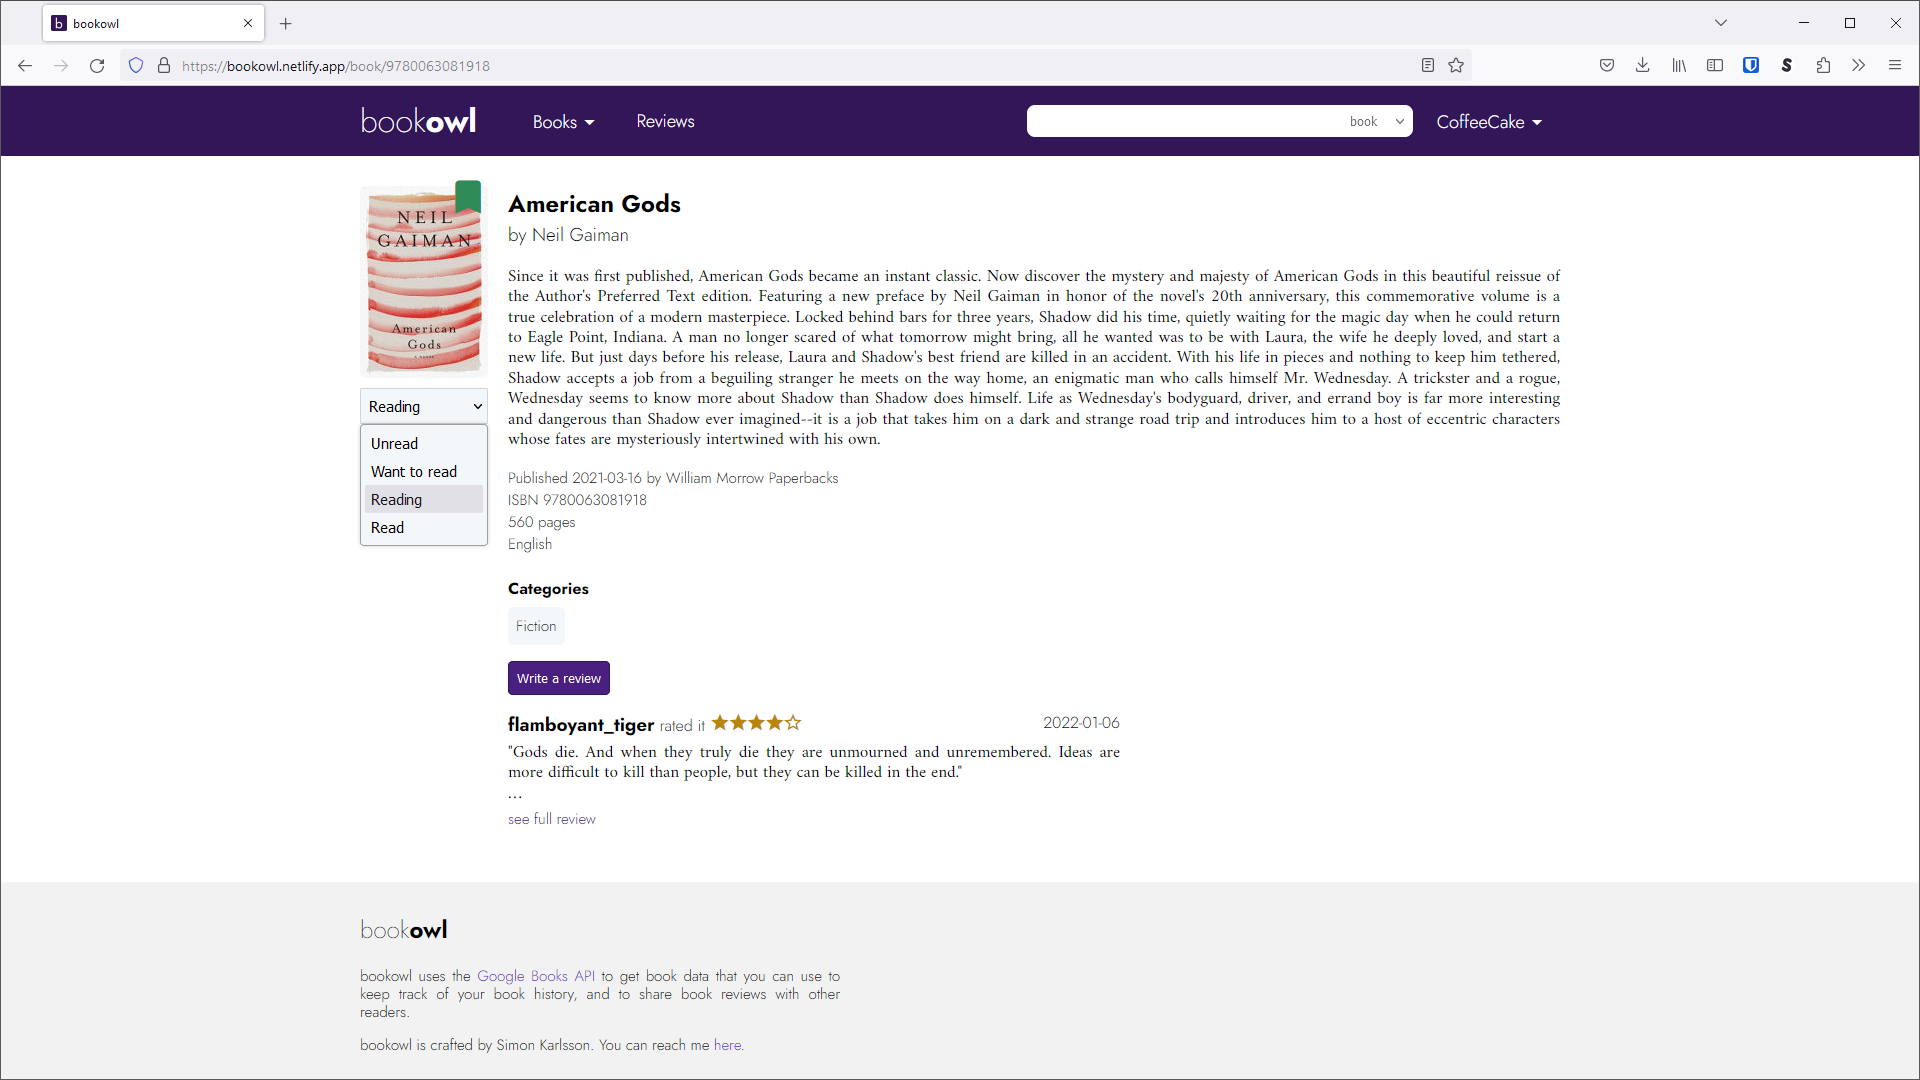 b bookowl
https://bookowl.netlify.app/book/9780063081918
bookowl
Books
Reviews
book
CoffeeCake
NEIL
GAIMAN
American
Gods
American Gods
by Neil Gaiman
Since it was first published, American Gods became an instant classic. Now discover the mystery and majesty of American Gods in this beautiful reissue of
the Author's Preferred Text edition. Featuring a new preface by Neil Gaiman in honor of the novel's 20th anniversary, this commemorative volume is a
true celebration of a modern masterpiece. Locked behind bars for three years, Shadow did his time, quietly waiting for the magic day when he could return
to Eagle Point, Indiana. A man no longer scared of what tomorrow might bring, all he wanted was to be with Laura, the wife he deeply loved, and start a
new life. But just days before his release, Laura and Shadow's best friend are killed in an accident. With his life in pieces and nothing to keep him tethered,
Shadow accepts a job from a beguiling stranger he meets on the way home, an enigmatic man who calls himself Mr. Wednesday. A trickster and a rogue,
Wednesday seems to know more about Shadow than Shadow does himself. Life as Wednesday's bodyguard, driver, and errand boy is far more interesting
and dangerous than Shadow ever imagined--it is a job that takes him on a dark and strange road trip and introduces him to a host of eccentric characters
whose fates are mysteriously intertwined with his own.
Reading
Unread
Want to read
Reading
Read
Published 2021-03-16 by William Morrow Paperbacks
ISBN 9780063081918
560 pages
English
Categories
Fiction
Write a review
flamboyant_tiger rated it
2022-01-06
"Gods die. And when they truly die they are unmourned and unremembered. Ideas are
more difficult to kill than people, but they can be killed in the end."
...
see full review
bookowl
bookowl uses the Google Books API to get book data that you can use to
keep track of your book history, and to share book reviews with other
readers.
bookowl is crafted by Simon Karlsson. You can reach me here.